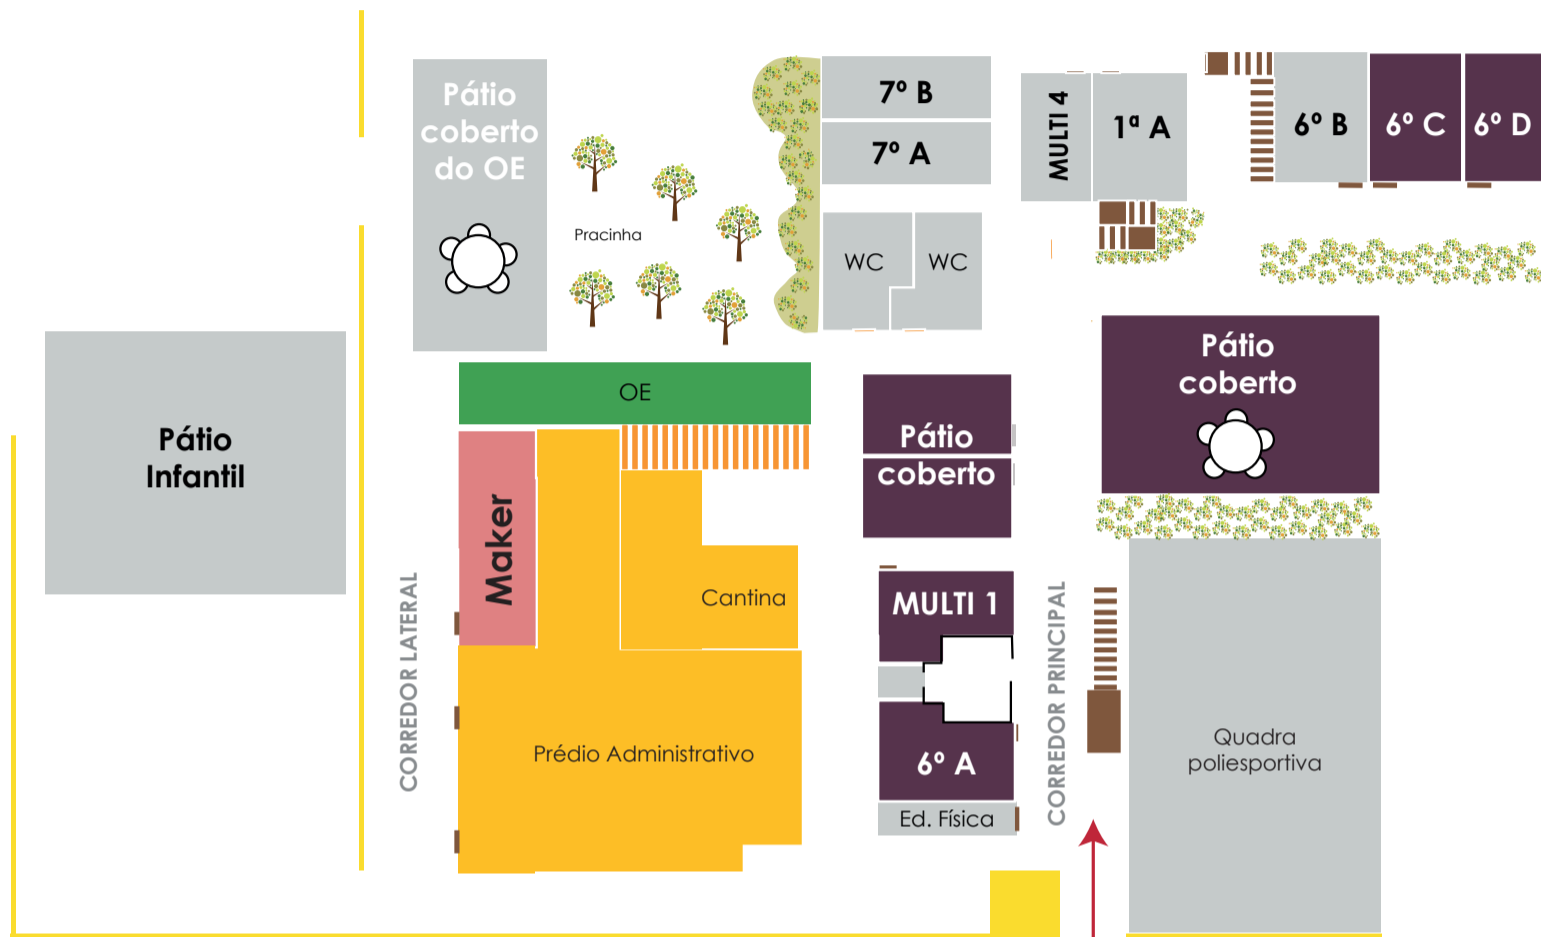 Pátio
coberto
do OE
Pracinha
7º B
7º A
WC
WC
MULTI 4
1ª A
6º B
6º C
6º D
Pátio
Infantil
OE
Maker
Cantina
Prédio Administrativo
CORREDOR LATERAL
Pátio
coberto
MULTI 1
6º A
Ed. Física
CORREDOR PRINCIPAL
Pátio
coberto
Quadra
poliesportiva